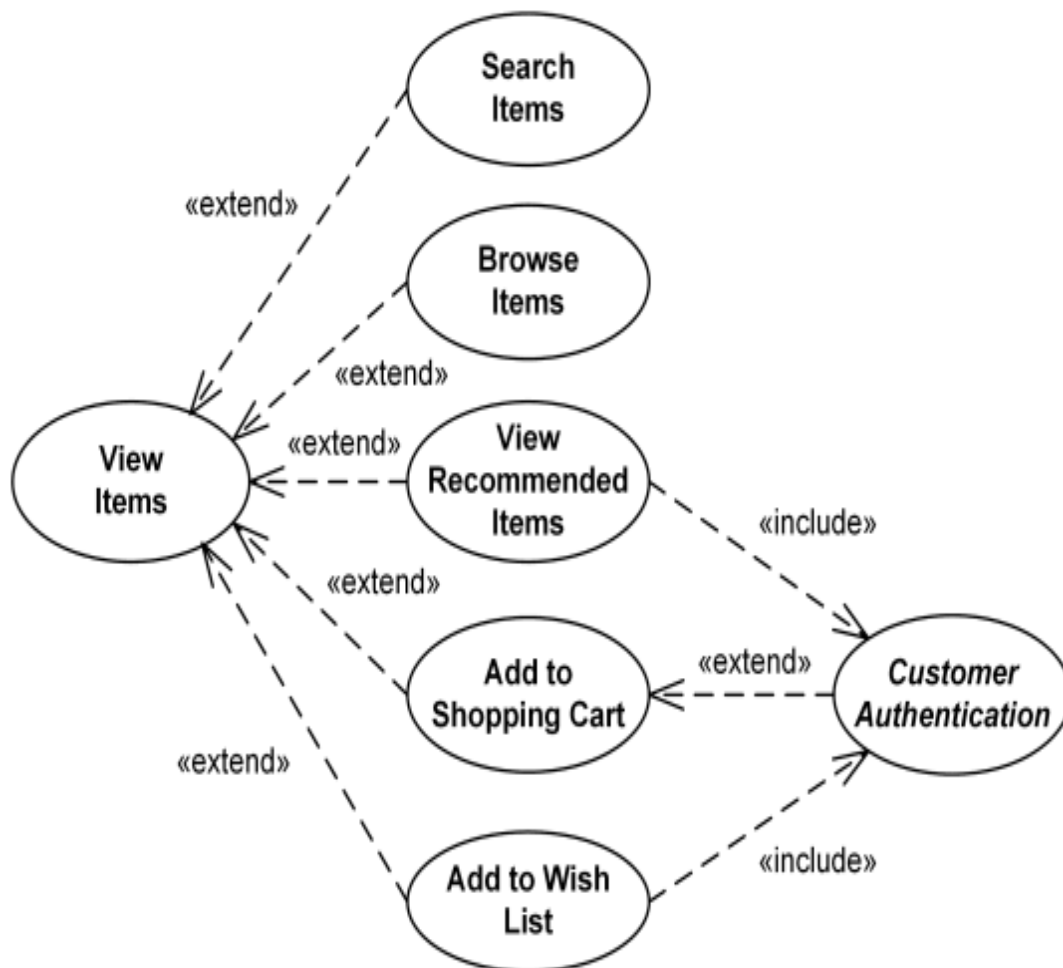 Search
Items
«extend»
Browse
Items
«extend»
View
Items
«extend»
View
Recommended
Items
«include»
«extend»
Add to
Shopping Cart
«extend»
Customer
Authentication
«extend»
Add to Wish
List
«include»